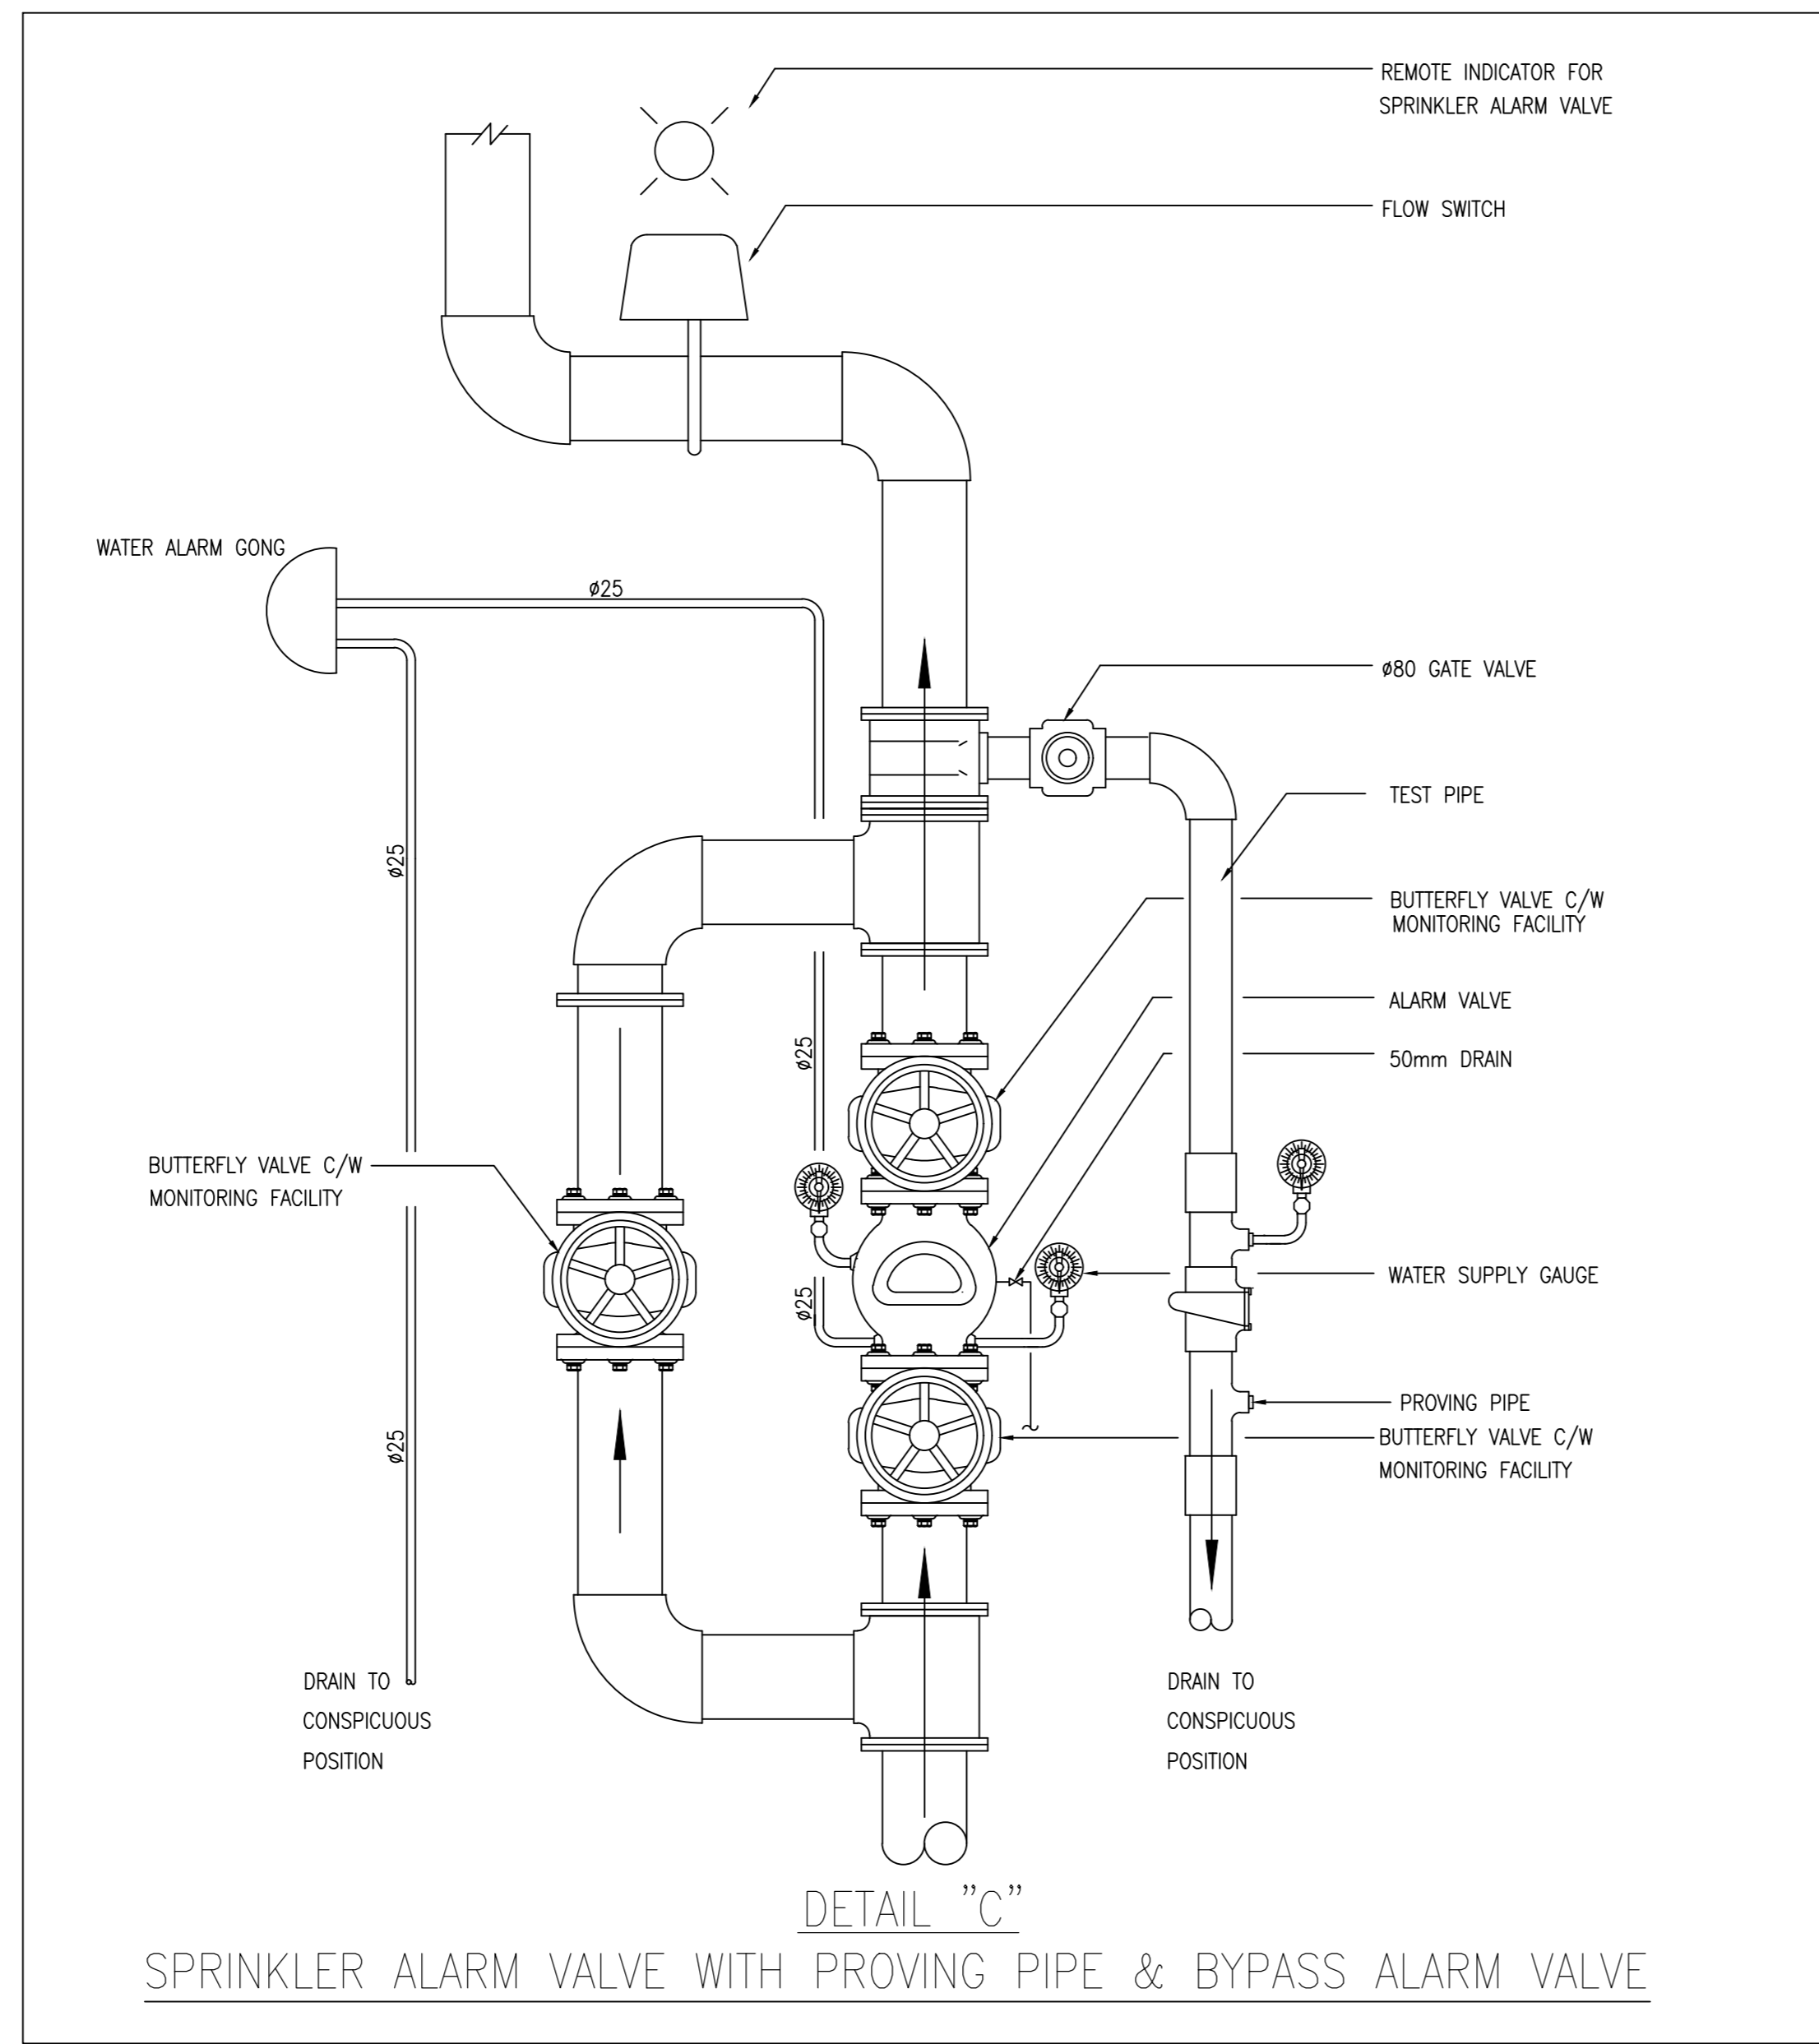 REMOTE INDICATOR FOR
SPRINKLER ALARM VALVE
FLOW SWITCH
WATER ALARM GONG
ø25
ø80 GATE VALVE
TEST PIPE
ø25
BUTTERFLY VALVE C/W
MONITORING FACILITY
ALARM VALVE
ø25
50mm DRAIN
BUTTERFLY VALVE C/W
MONITORING FACILITY
WATER SUPPLY GAUGE
ø25
PROVING PIPE
ø25
BUTTERFLY VALVE C/W
MONITORING FACILITY
DRAIN TO
CONSPICUOUS
POSITION
DRAIN TO
CONSPICUOUS
POSITION
DETAIL "C"
SPRINKLER ALARM VALVE WITH PROVING PIPE & BYPASS ALARM VALVE